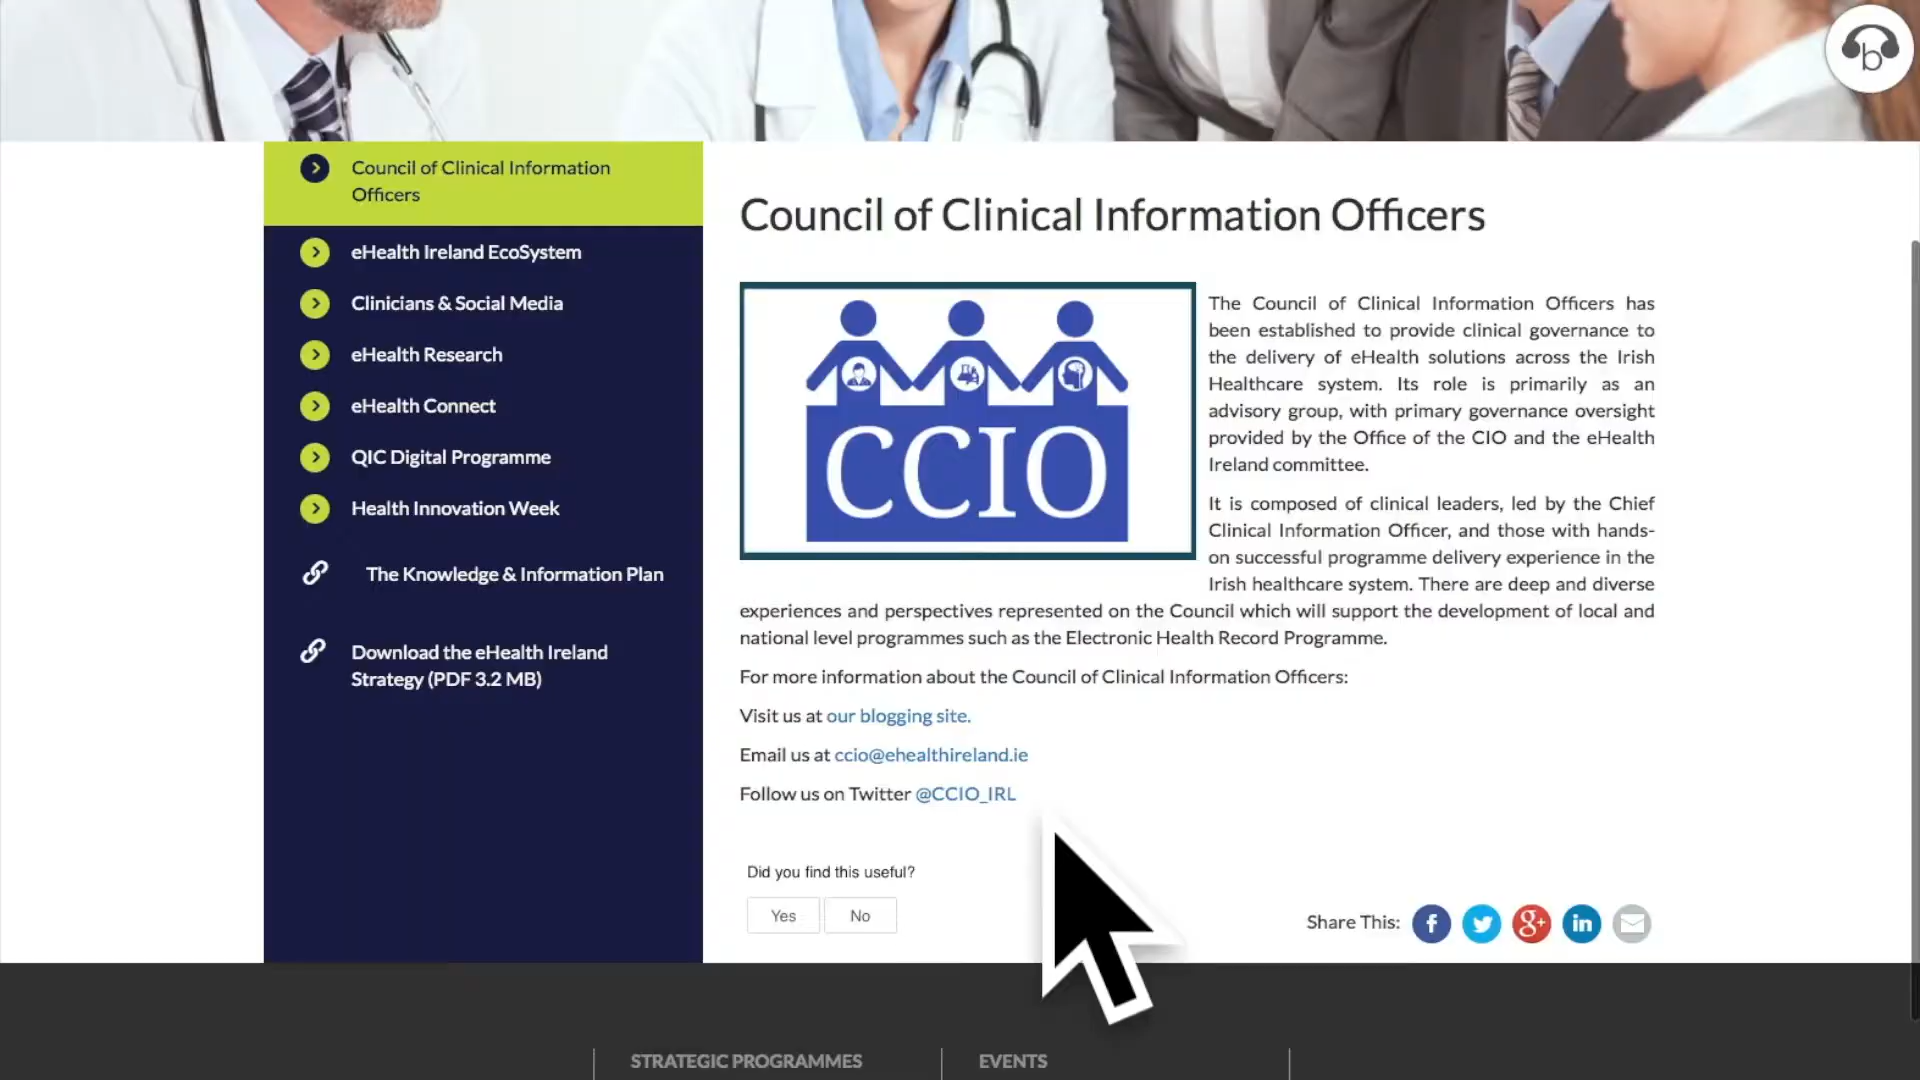 b
Council of Clinical Information
Officers
eHealth Ireland EcoSystem
Clinicians & Social Media
eHealth Research
eHealth Connect
QIC Digital Programme
Health Innovation Week
The Knowledge & Information Plan
Download the eHealth Ireland
Strategy (PDF 3.2 MB)
Council of Clinical Information Officers
CCIO
The Council of Clinical Information Officers has
been established to provide clinical governance to
the delivery of eHealth solutions across the Irish
Healthcare system. Its role is primarily as an
advisory group, with primary governance oversight
provided by the Office of the CIO and the eHealth
Ireland committee.
It is composed of clinical leaders, led by the Chief
Clinical Information Officer, and those with hands-
on successful programme delivery experience in the
Irish healthcare system. There are deep and diverse
experiences and perspectives represented on the Council which will support the development of local and
national level programmes such as the Electronic Health Record Programme.
For more information about the Council of Clinical Information Officers:
Visit us at our blogging site.
Email us at ccio@ehealthireland.ie
Follow us on Twitter @CCIO_IRL
Did you find this useful?
Yes No
Share This: f g+ in
STRATEGIC PROGRAMMES EVENTS